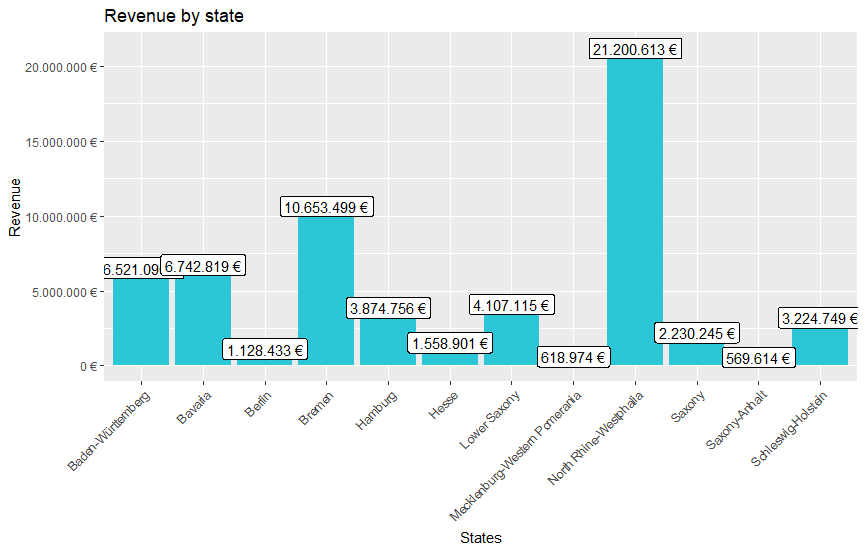 Revenue by state
21.200.613 €
20.000.000 €
15.000.000 €
10.653.499 €
10.000.000 €
6.521.09
6.742.819 €
5.000.000 €
3.874.756 €
4.107.115 €
3.224.749 €
2.230.245 €
1.558.901 €
1.128.433 €
618.974 €
569.614 €
0 €
Revenue
Baden-Württemberg
Bavaria
Berlin
Bremen
Hamburg
Hesse
Lower Saxony
Mecklenburg-Western Pomerania
North Rhine-Westphalia
Saxony
Saxony-Anhalt
Schleswig-Holstein
States